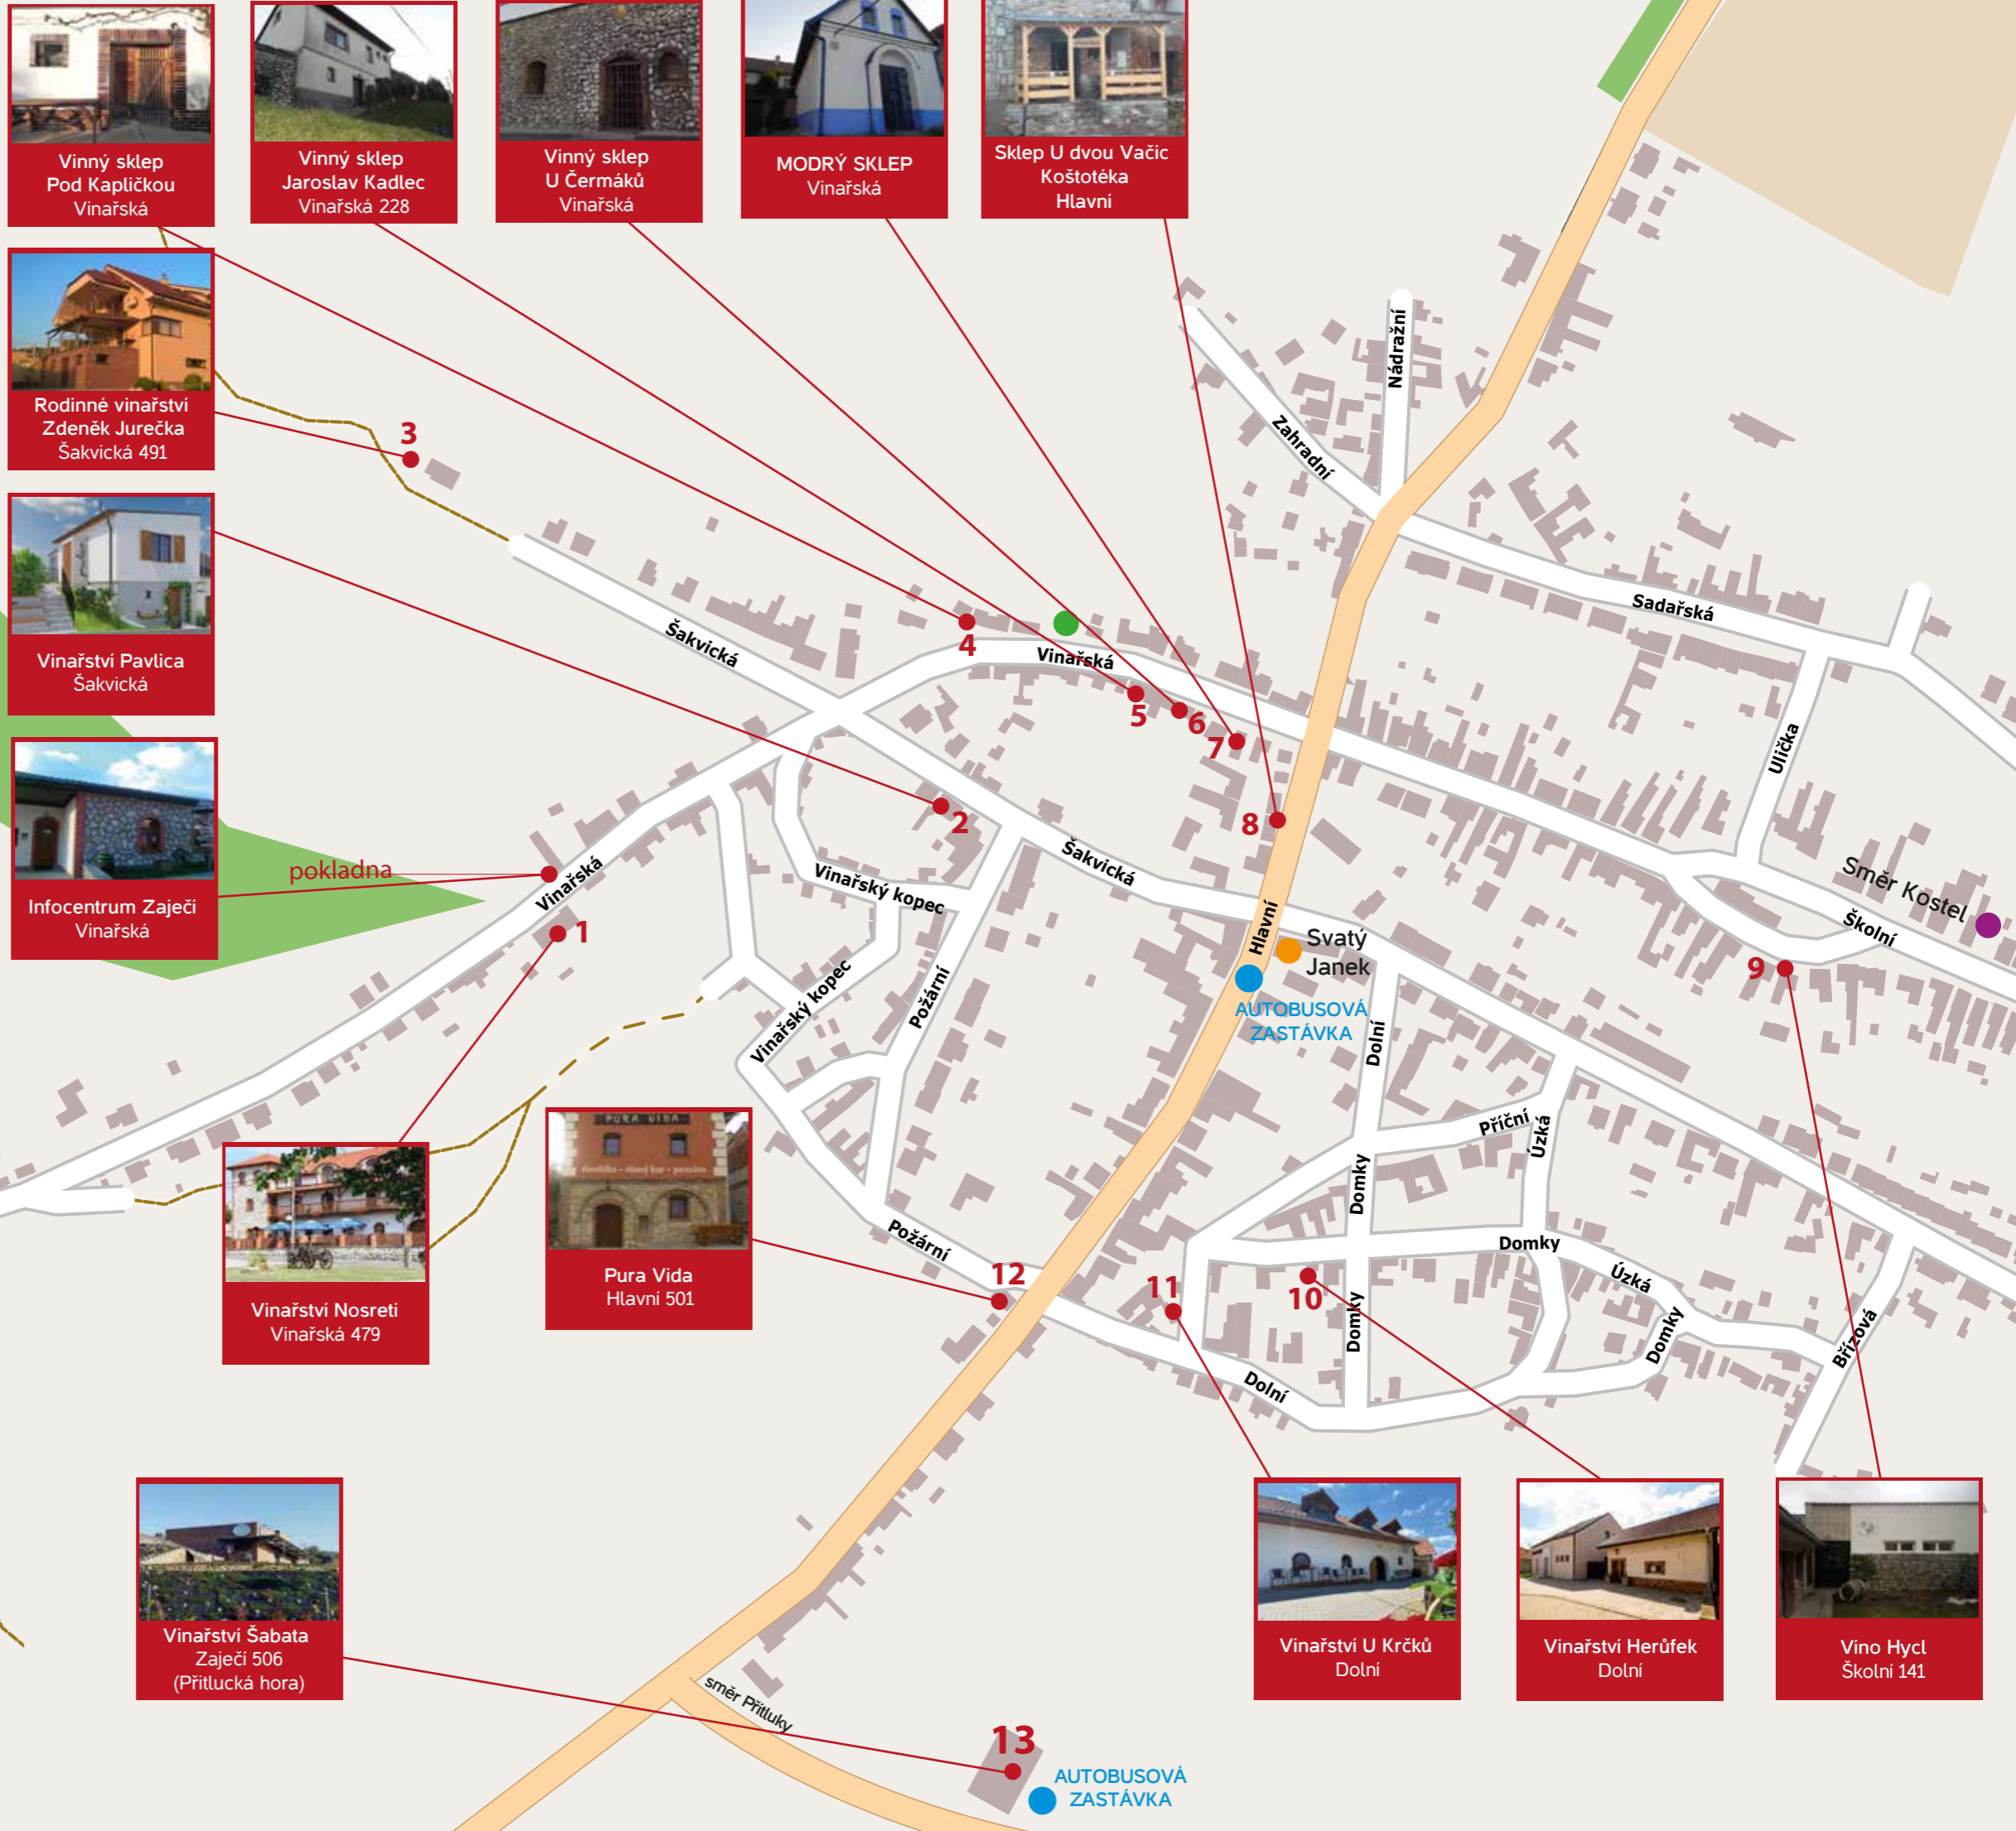 Vinný sklep
Pod Kapličkou
Vinařská
Vinný sklep
Jaroslav Kadlec
Vinařská 228
Vinný sklep
U Čermáků
Vinařská
MODRÝ SKLEP
Vinařská
Sklep U dvou Vačic
Koštotéka
Hlavní
Rodinné vinařství
Zdeněk Jurečka
Šakvická 491
3
Nádražní
Zahradní
Vinařství Pavlica
Šakvická
Šakvická
4
Vinařská
5
6
7
8
2
Sadařská
Ulička
Infocentrum Zaječí
Vinařská
pokladna
Vinařská
1
Vinařský kopec
Šakvická
Hlavní
Svatý
Janek
AUTOBUSOVÁ
ZASTÁVKA
Směr Kostel
Školní
9
Vinařský kopec
Požární
Dolní
Příční
Úzká
Domky
PURA VIDA
Vinařství Nosreti
Vinařská 479
Pura Vida
Hlavní 501
Požární
12
11
10
Domky
Domky
Úzká
Domky
Břízová
Dolní
Vinařství Šabata
Zaječí 506
(Přitlucká hora)
směr Přítluky
13
AUTOBUSOVÁ
ZASTÁVKA
Vinařství U Krčků
Dolní
Vinařství Herůfek
Dolní
Vino Hycl
Školní 141